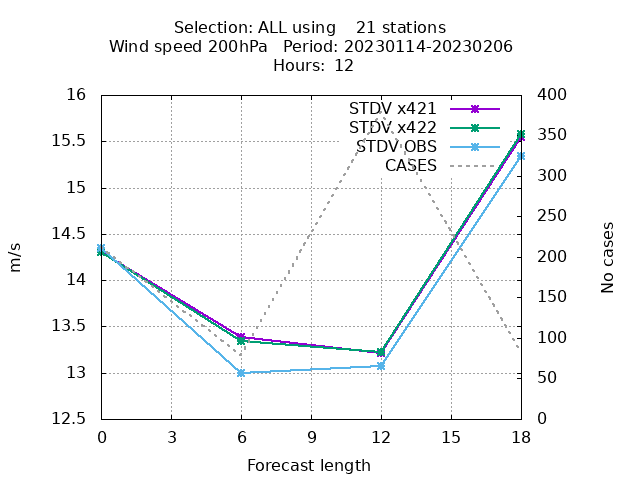 Selection: ALL using    21 stations
Wind speed 200hPa   Period: 20230114-20230206
Hours:  12
16
15.5
15
14.5
14
13.5
13
12.5
400
350
300
250
200
150
100
50
0
STDV x421
STDV x422
STDV OBS
CASES
m/s
No cases
0 3 6 9 12 15 18
Forecast length